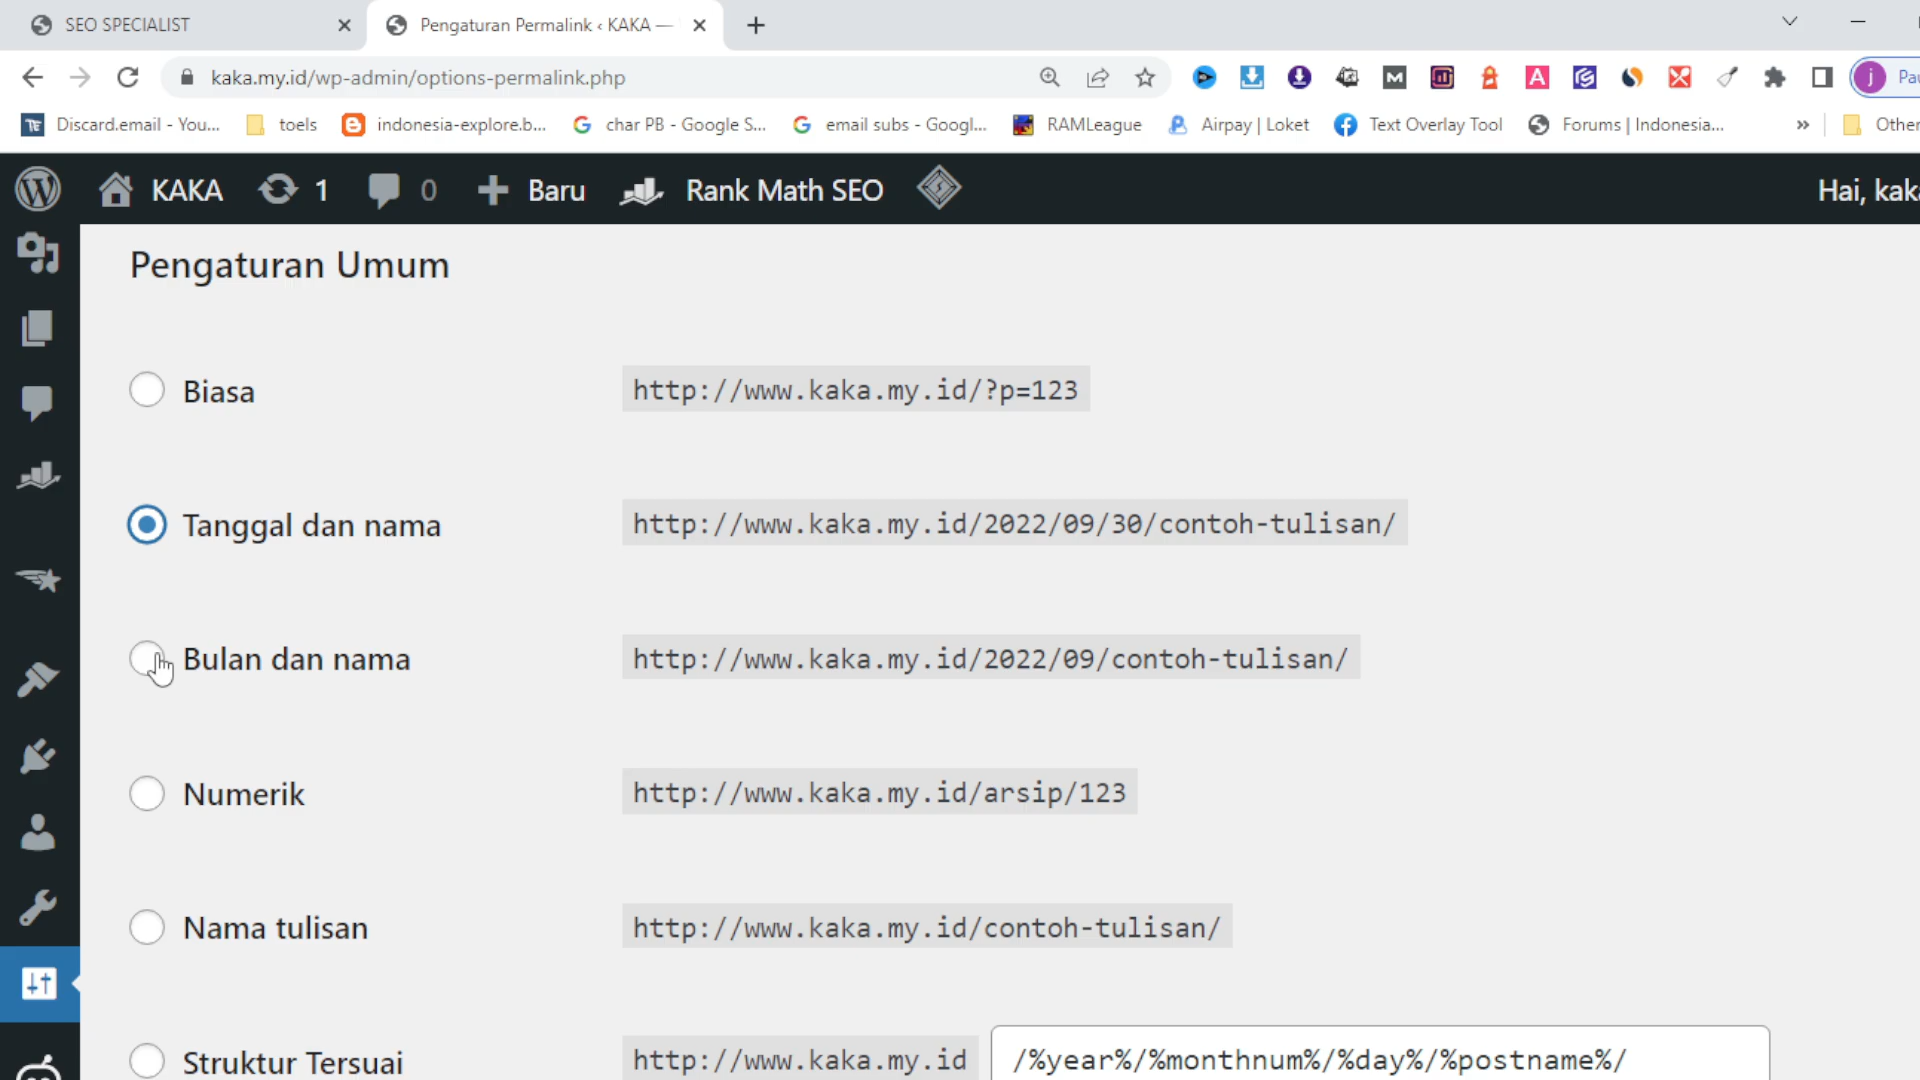 SEO SPECIALIST
Pengaturan Permalink ‹ KAKA —
kaka.my.id/wp-admin/options-permalink.php
Discard.email - You...
toels
indonesia-explore.b...
char PB - Google S...
email subs - Googl...
RAMLeague
Airpay | Loket
Text Overlay Tool
Forums | Indonesia...
»
Other
KAKA
1
0
Baru
Rank Math SEO
Hai, kaka
Pengaturan Umum
Biasa http://www.kaka.my.id/?p=123
Tanggal dan nama http://www.kaka.my.id/2022/09/30/contoh-tulisan/
Bulan dan nama http://www.kaka.my.id/2022/09/contoh-tulisan/
Numerik http://www.kaka.my.id/arsip/123
Nama tulisan http://www.kaka.my.id/contoh-tulisan/
Struktur Tersuai http://www.kaka.my.id /%year%/%monthnum%/%day%/%postname%/